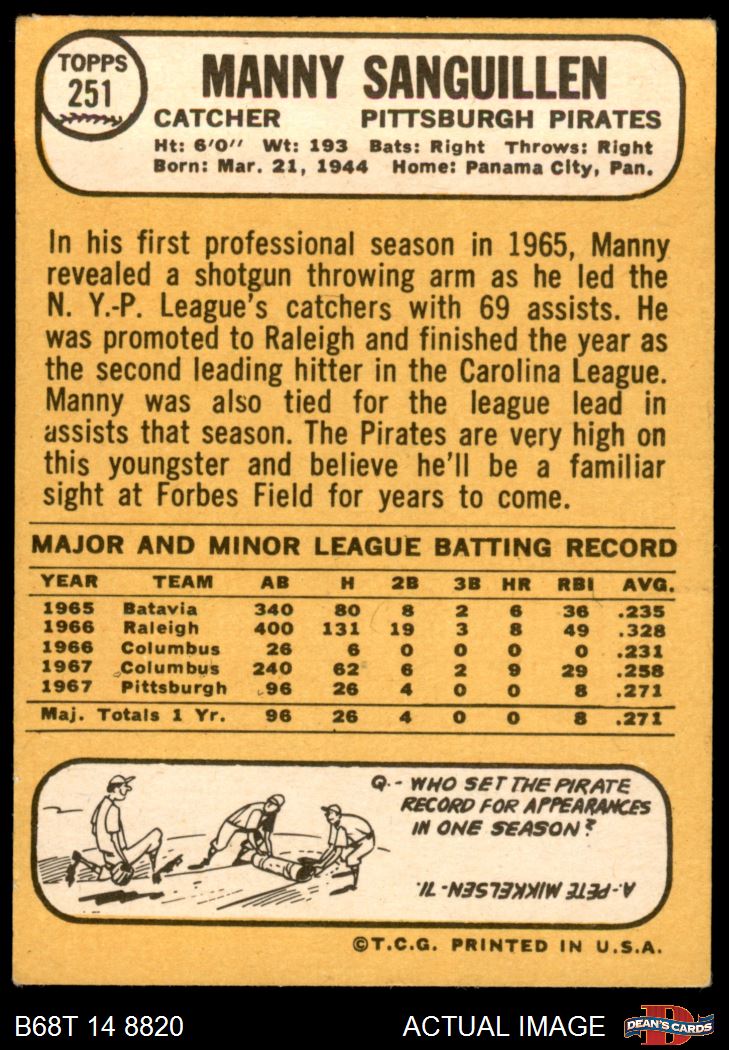 TOPPS
251
MANNY SANGUILLEN
CATCHER PITTSBURGH PIRATES
Ht: 6'0" Wt: 193 Bats: Right Throws: Right
Born: Mar. 21, 1944 Home: Panama City, Pan.
In his first professional season in 1965, Manny
revealed a shotgun throwing arm as he led the
N. Y.-P. League's catchers with 69 assists. He
was promoted to Raleigh and finished the year as
the second leading hitter in the Carolina League.
Manny was also tied for the league lead in
assists that season. The Pirates are very high on
this youngster and believe he'll be a familiar
sight at Forbes Field for years to come.
MAJOR AND MINOR LEAGUE BATTING RECORD
YEAR TEAM AB H 2B 3B HR RBI AVG.
1965 Batavia 340 80 8 2 6 36 .235
1966 Raleigh 400 131 19 3 8 49 .328
1966 Columbus 26 6 0 0 0 0 .231
1967 Columbus 240 62 6 2 9 29 .258
1967 Pittsburgh 96 26 4 0 0 8 .271
Maj. Totals 1 Yr. 96 26 4 0 0 8 .271
Q.- WHO SET THE PIRATE
RECORD FOR APPEARANCES
IN ONE SEASON?
A.- PETE MIKKELSEN- 71.
©T.C.G. PRINTED IN U.S.A.
B68T 14 8820 ACTUAL IMAGE DEAN'S CARDS